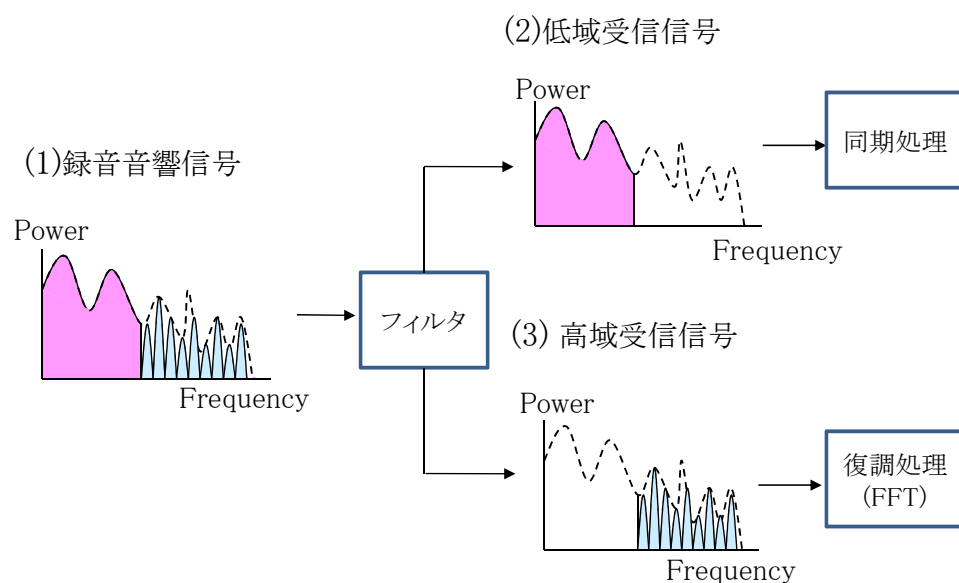 (1)録音音響信号
Power
Frequency
フィルタ
(2)低域受信信号
Power
Frequency
同期処理
(3) 高域受信信号
Power
Frequency
復調処理
(FFT)